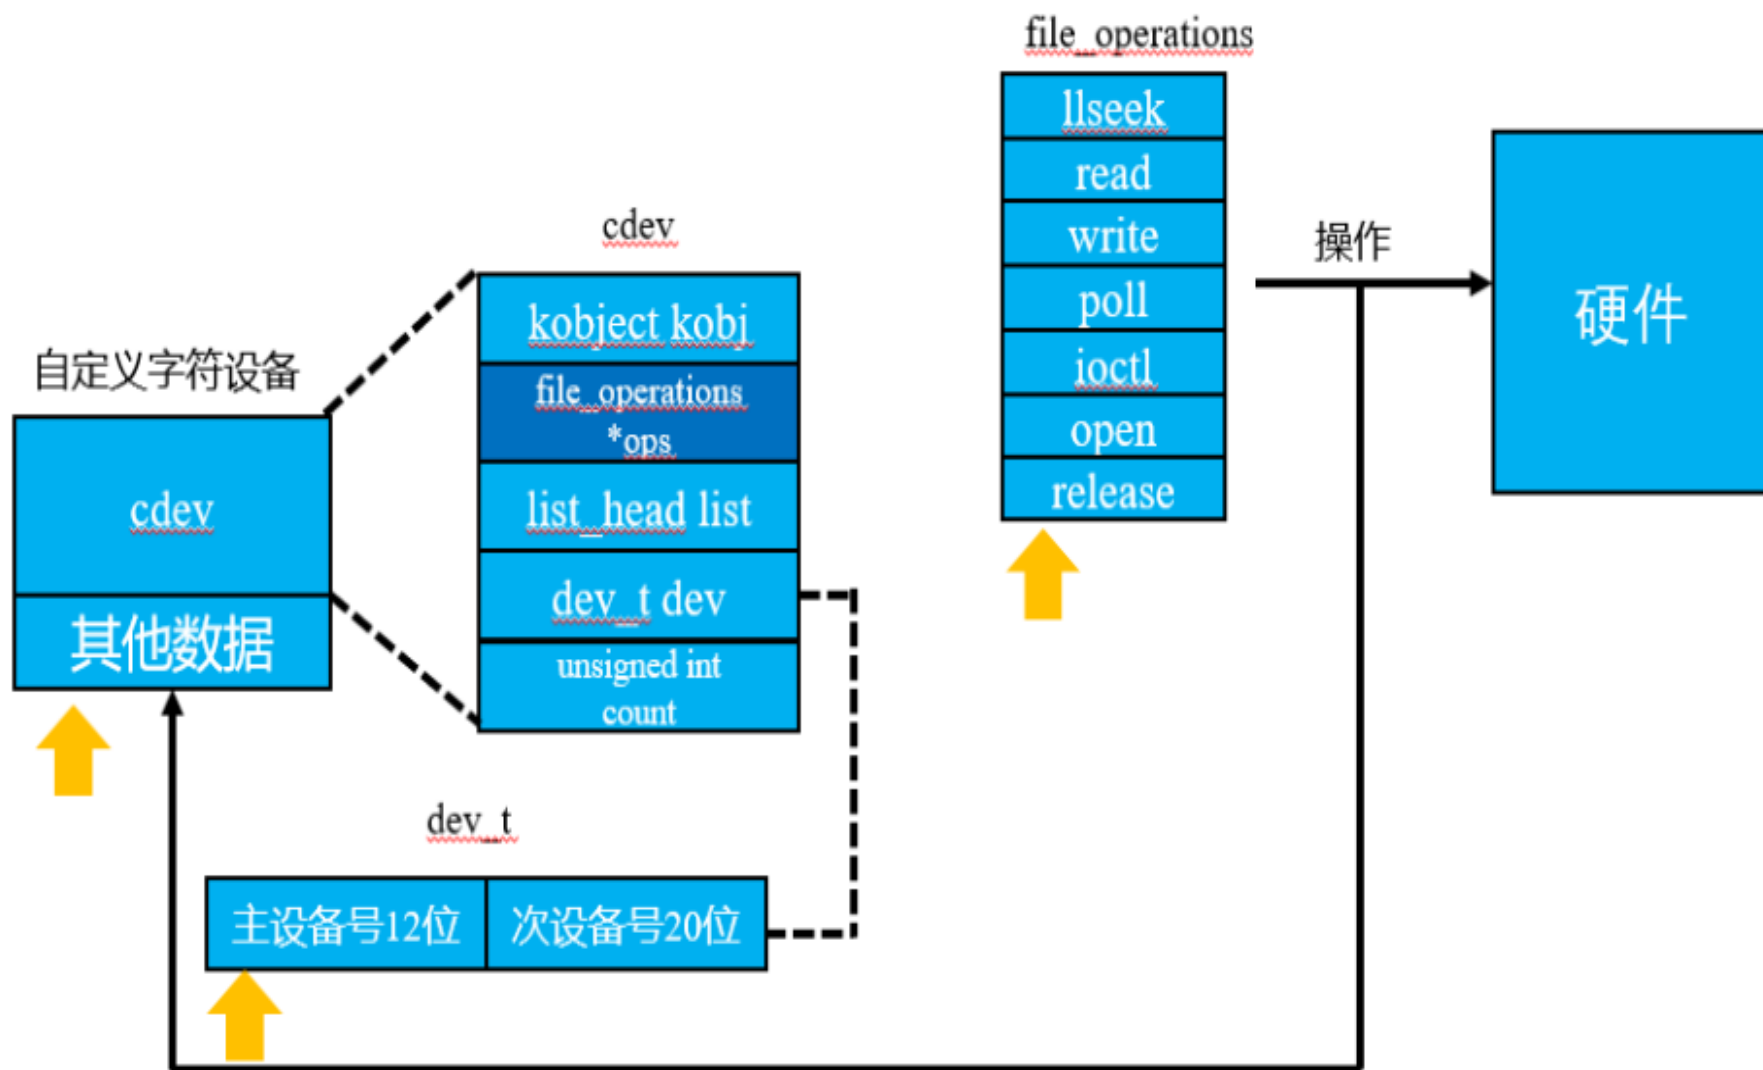 自定义字符设备
cdev
其他数据
cdev
kobject kobj
file_operations
*ops
list_head list
dev_t dev
unsigned int
count
dev_t
主设备号12位
次设备号20位
file_operations
llseek
read
write
poll
ioctl
open
release
操作
硬件